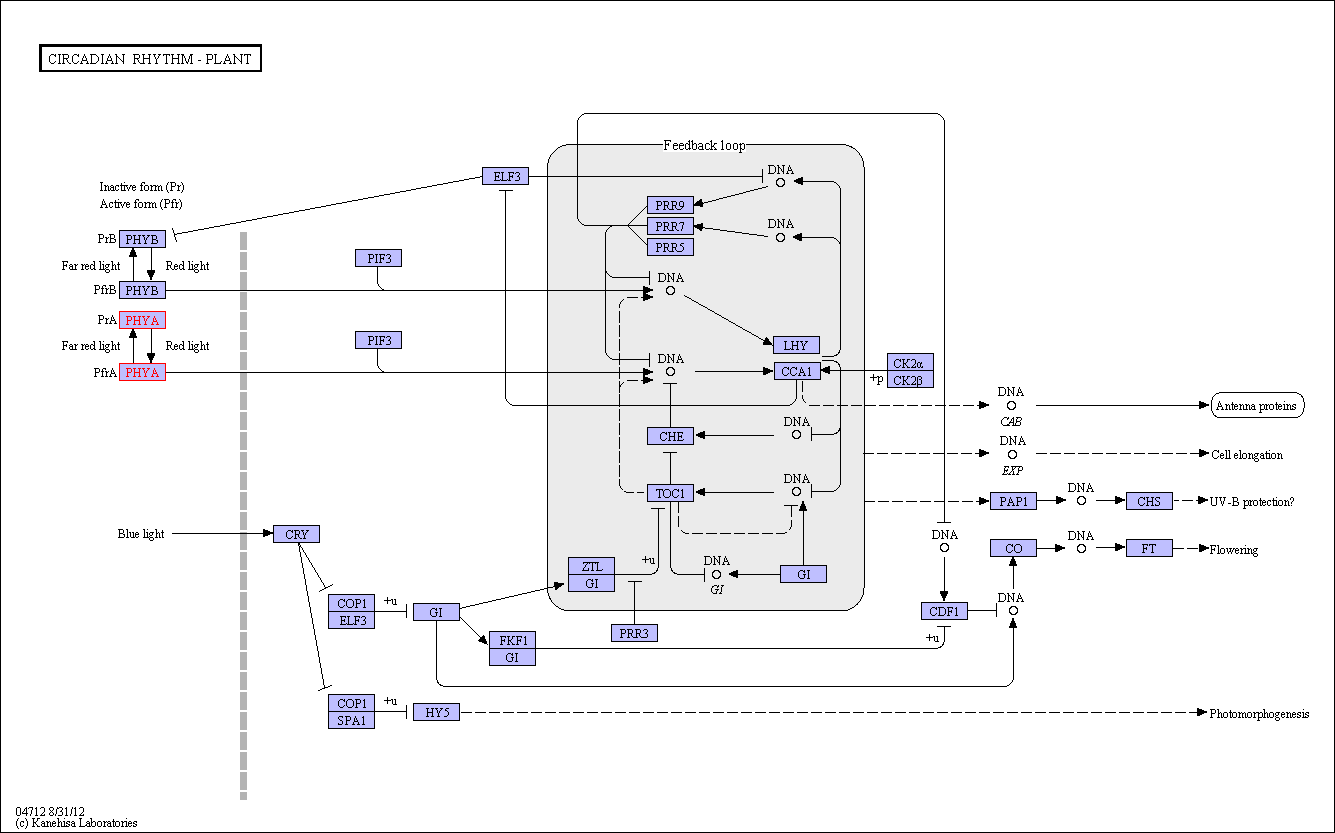 CIRCADIAN RHYTHM - PLANT
Feedback loop
DNA
ELF3
Inactive form (Pr)
Active form (Pfr)
PRR9
PRR7
PRR5
DNA
PrB
PHYB
Far red light
Red light
PIF3
DNA
PfrB
PHYB
PrA
PHYA
Far red light
Red light
PIF3
LHY
DNA
PfrA
PHYA
CCA1
CK2α
CK2β
+p
DNA
CAB
Antenna proteins
CHE
DNA
DNA
EXP
Cell elongation
TOC1
DNA
PAP1
DNA
CHS
UV-B protection?
Blue light
CRY
DNA
CO
DNA
FT
Flowering
ZTL
GI
+u
DNA
GI
GI
COP1
ELF3
+u
GI
CDF1
DNA
PRR3
FKF1
GI
+u
COP1
SPA1
+u
HY5
Photomorphogenesis
04712 8/31/12
(c) Kanehisa Laboratories